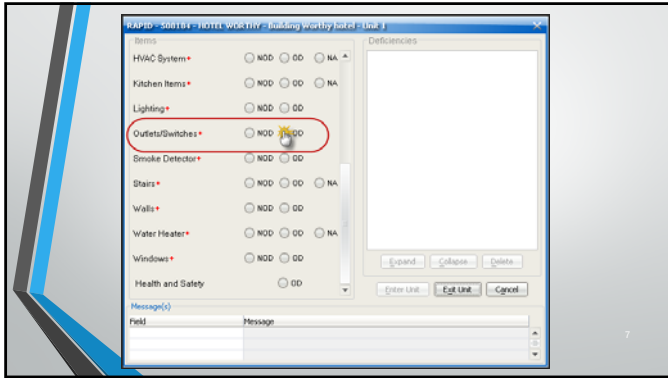 RAPID - S00184 - HOTEL WORTHY - Building Worthy hotel - Unit 1
Items
Deficiencies
HVAC System* NOD OD NA
Kitchen Items* NOD OD NA
Lighting* NOD OD
Outlets/Switches* NOD OD
Smoke Detector* NOD OD
Stairs* NOD OD NA
Walls* NOD OD
Water Heater* NOD OD NA
Windows* NOD OD
Expand Collapse Delete
Health and Safety OD
Enter Unit Exit Unit Cancel
Message(s)
Field Message
7